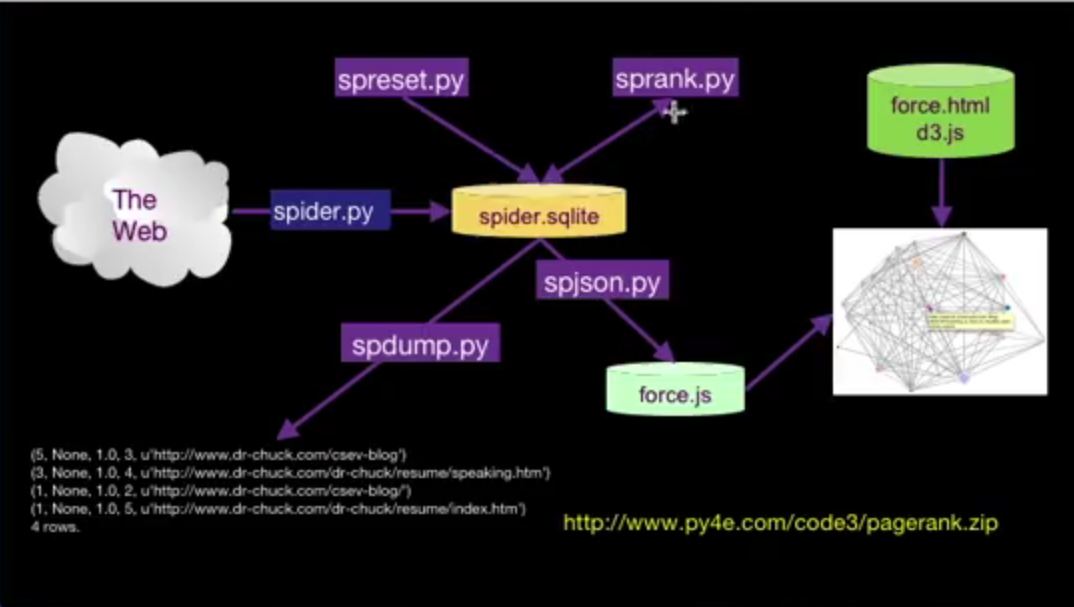 spreset.py
sprank.py
force.html
d3.js
The
Web
spider.py
spider.sqlite
spjson.py
spdump.py
force.js
(5, None, 1.0, 3, u'http://www.dr-chuck.com/csev-blog')
(3, None, 1.0, 4, u'http://www.dr-chuck.com/dr-chuck/resume/speaking.htm')
(1, None, 1.0, 2, u'http://www.dr-chuck.com/csev-blog/')
(1, None, 1.0, 5, u'http://www.dr-chuck.com/dr-chuck/resume/index.htm')
4 rows.
http://www.py4e.com/code3/pagerank.zip